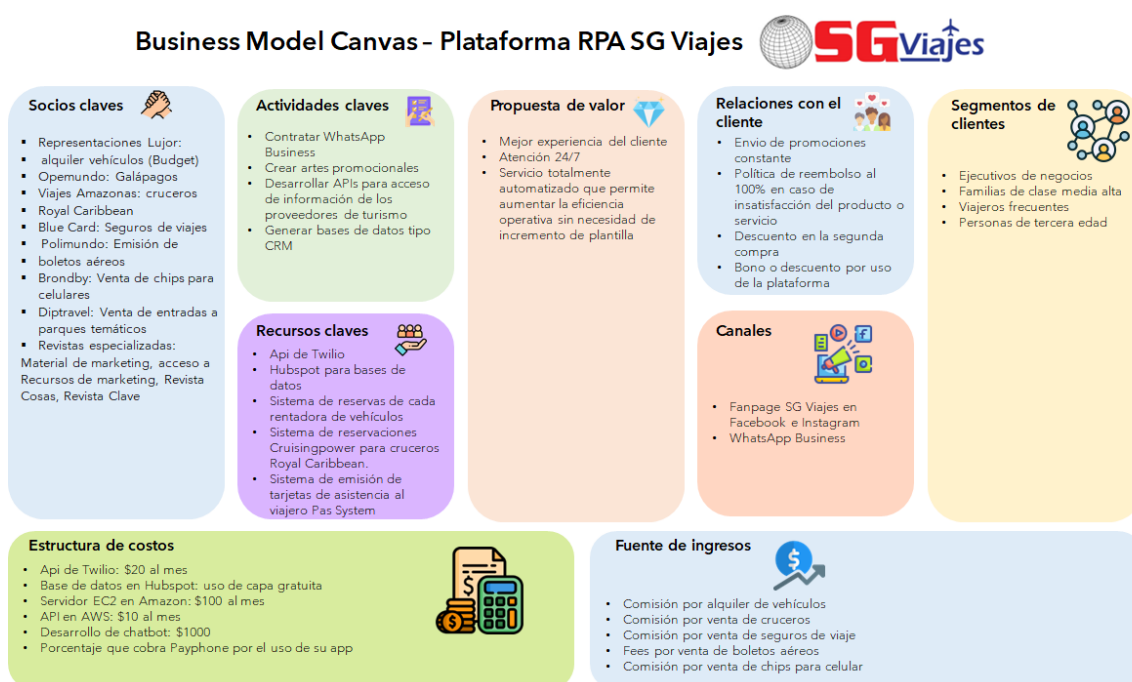 Business Model Canvas – Plataforma RPA SG Viajes
SG Viajes
Socios claves
▪ Representaciones Lujor:
▪ alquiler vehículos (Budget)
▪ Opemundo: Galápagos
▪ Viajes Amazonas: cruceros
▪ Royal Caribbean
▪ Blue Card: Seguros de viajes
▪ Polimundo: Emisión de
▪ boletos aéreos
▪ Brondby: Venta de chips para
celulares
▪ Diptravel: Venta de entradas a
parques temáticos
▪ Revistas especializadas:
Material de marketing, acceso a
Recursos de marketing, Revista
Cosas, Revista Clave
Actividades claves
• Contratar WhatsApp
Business
• Crear artes promocionales
• Desarrollar APIs para acceso
de información de los
proveedores de turismo
• Generar bases de datos tipo
CRM
Recursos claves
• Api de Twilio
• Hubspot para bases de
datos
• Sistema de reservas de cada
rentadora de vehículos
• Sistema de reservaciones
Cruisingpower para cruceros
Royal Caribbean.
• Sistema de emisión de
tarjetas de asistencia al
viajero Pas System
Propuesta de valor
• Mejor experiencia del cliente
• Atención 24/7
• Servicio totalmente
automatizado que permite
aumentar la eficiencia
operativa sin necesidad de
incremento de plantilla
Relaciones con el
cliente
• Envio de promociones
constante
• Política de reembolso al
100% en caso de
insatisfacción del producto o
servicio
• Descuento en la segunda
compra
• Bono o descuento por uso
de la plataforma
Canales
• Fanpage SG Viajes en
Facebook e Instagram
• WhatsApp Business
Segmentos de
clientes
• Ejecutivos de negocios
• Familias de clase media alta
• Viajeros frecuentes
• Personas de tercera edad
Estructura de costos
• Api de Twilio: $20 al mes
• Base de datos en Hubspot: uso de capa gratuita
• Servidor EC2 en Amazon: $100 al mes
• API en AWS: $10 al mes
• Desarrollo de chatbot: $1000
• Porcentaje que cobra Payphone por el uso de su app
Fuente de ingresos
• Comisión por alquiler de vehículos
• Comisión por venta de cruceros
• Comisión por venta de seguros de viaje
• Fees por venta de boletos aéreos
• Comisión por venta de chips para celular